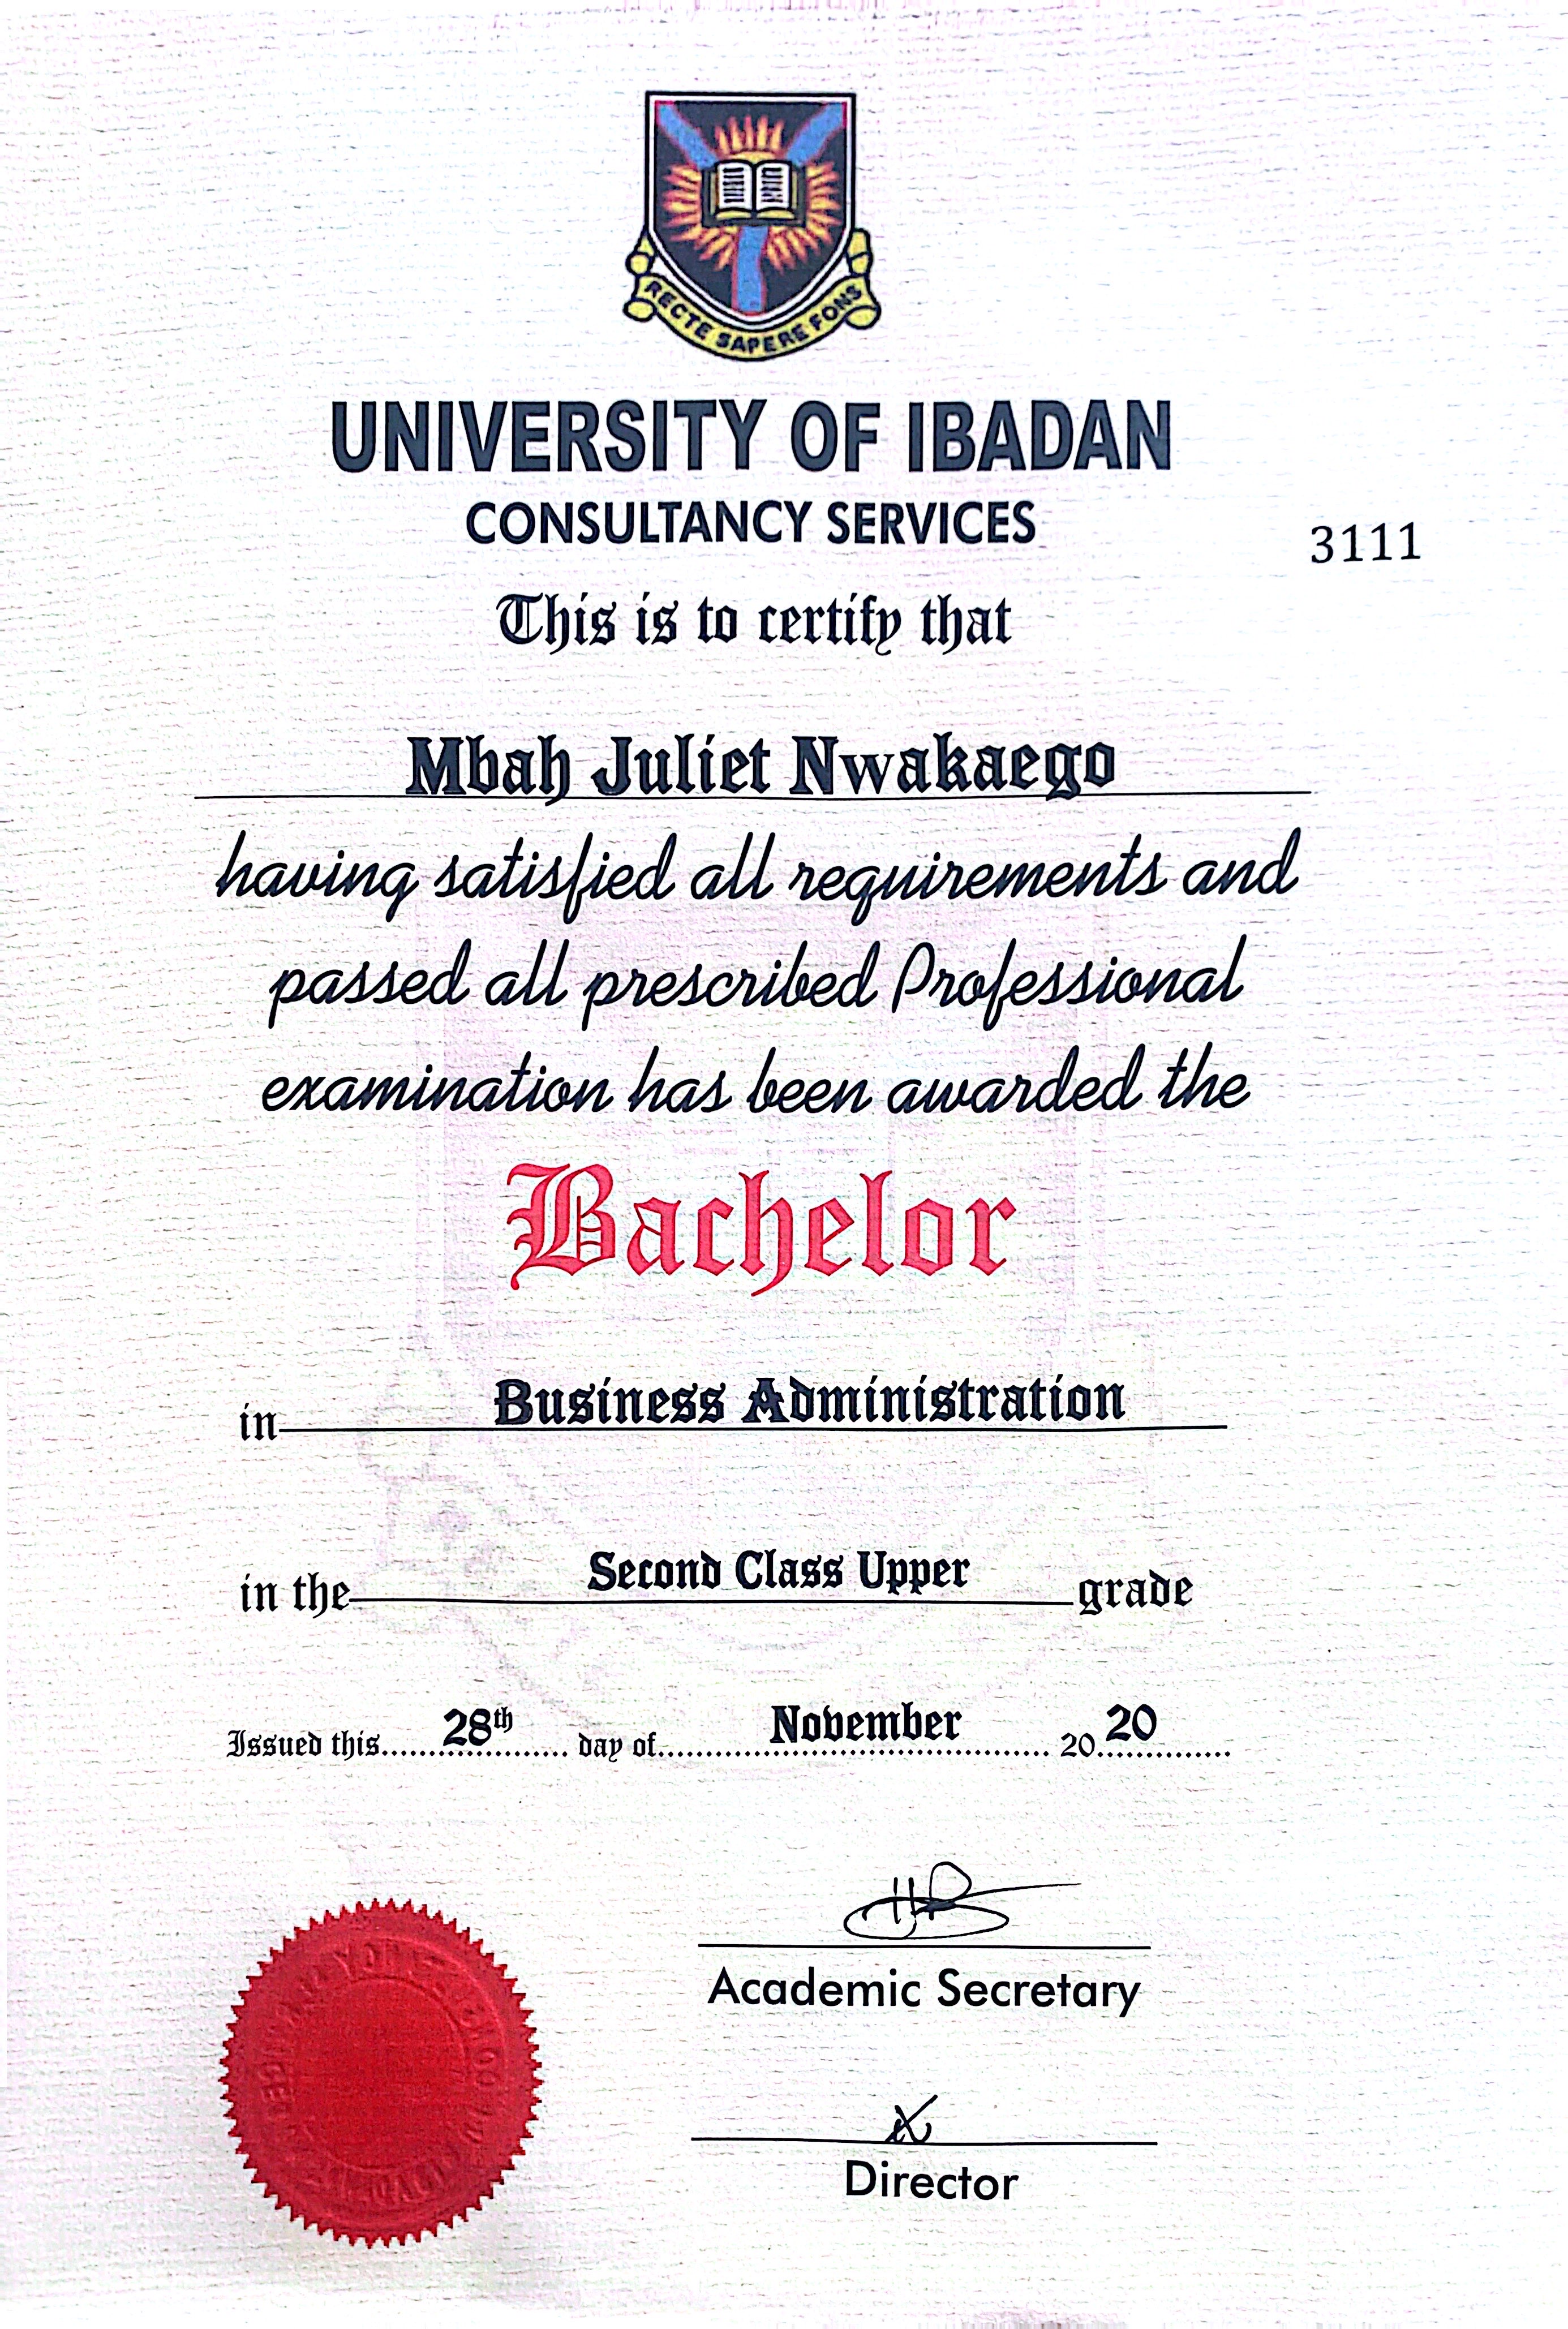 RECTE SAPERE FONS
UNIVERSITY OF IBADAN
CONSULTANCY SERVICES
3111
This is to certify that
Mbah Juliet Nwakaego
having satisfied all requirements and
passed all prescribed Professional
examination has been awarded the
Bachelor
in Business Administration
in the Second Class Upper grade
Issued this 28th day of November 2020
Academic Secretary
Director